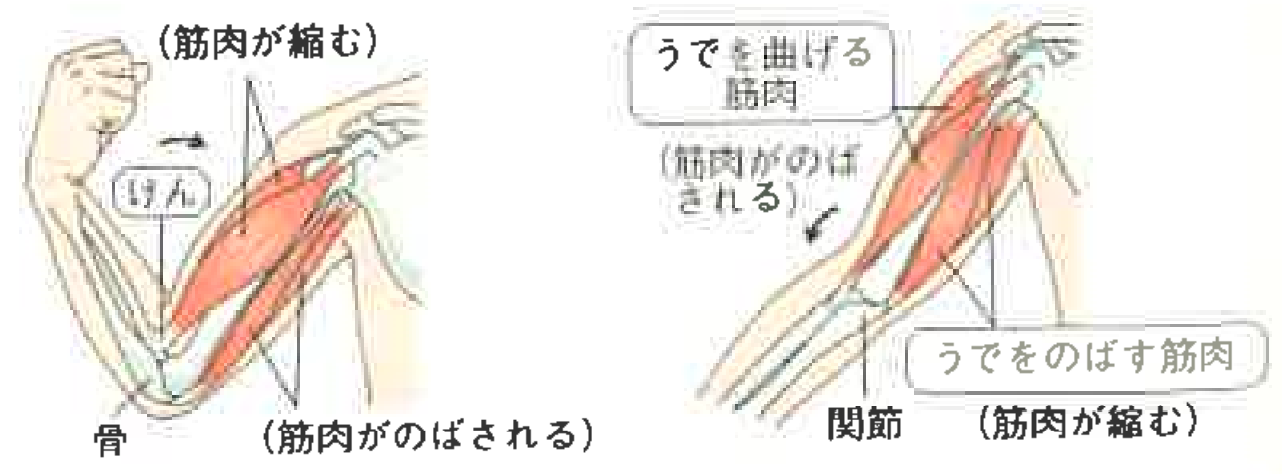 (筋肉が縮む)
けん
骨
(筋肉がのばされる)
うでを曲げる
筋肉
(筋肉がのば
される)
うでをのばす筋肉
関節
(筋肉が縮む)